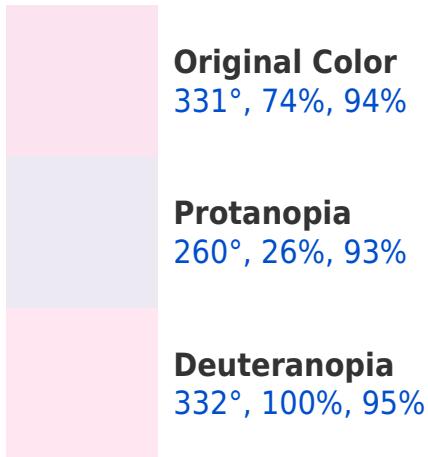 Original Color
331°, 74%, 94%
Protanopia
260°, 26%, 93%
Deuteranopia
332°, 100%, 95%